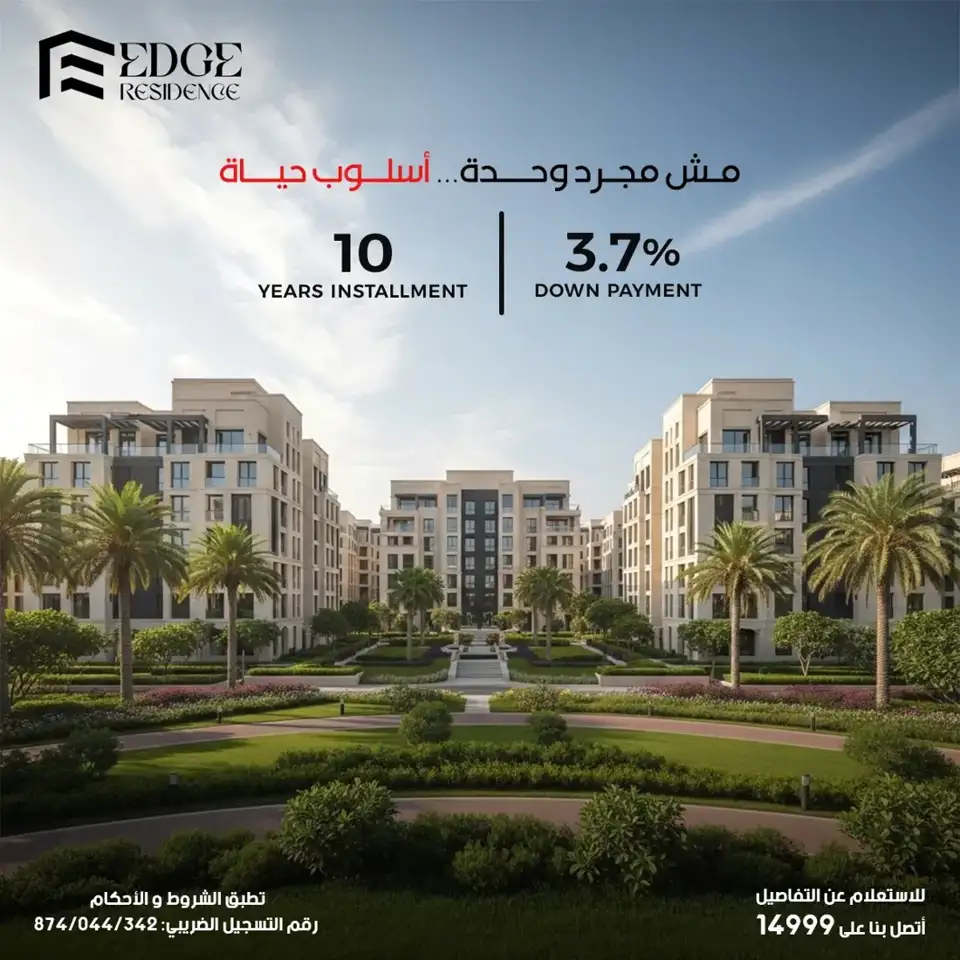 EDGE
RESIDENCE
مش مجرد وحدة... أسلوب حياة
10
YEARS INSTALLMENT
3.7%
DOWN PAYMENT
تطبق الشروط و الأحكام
رقم التسجيل الضريبي: 874/044/342
للاستعلام عن التفاصيل
أتصل بنا على 14999